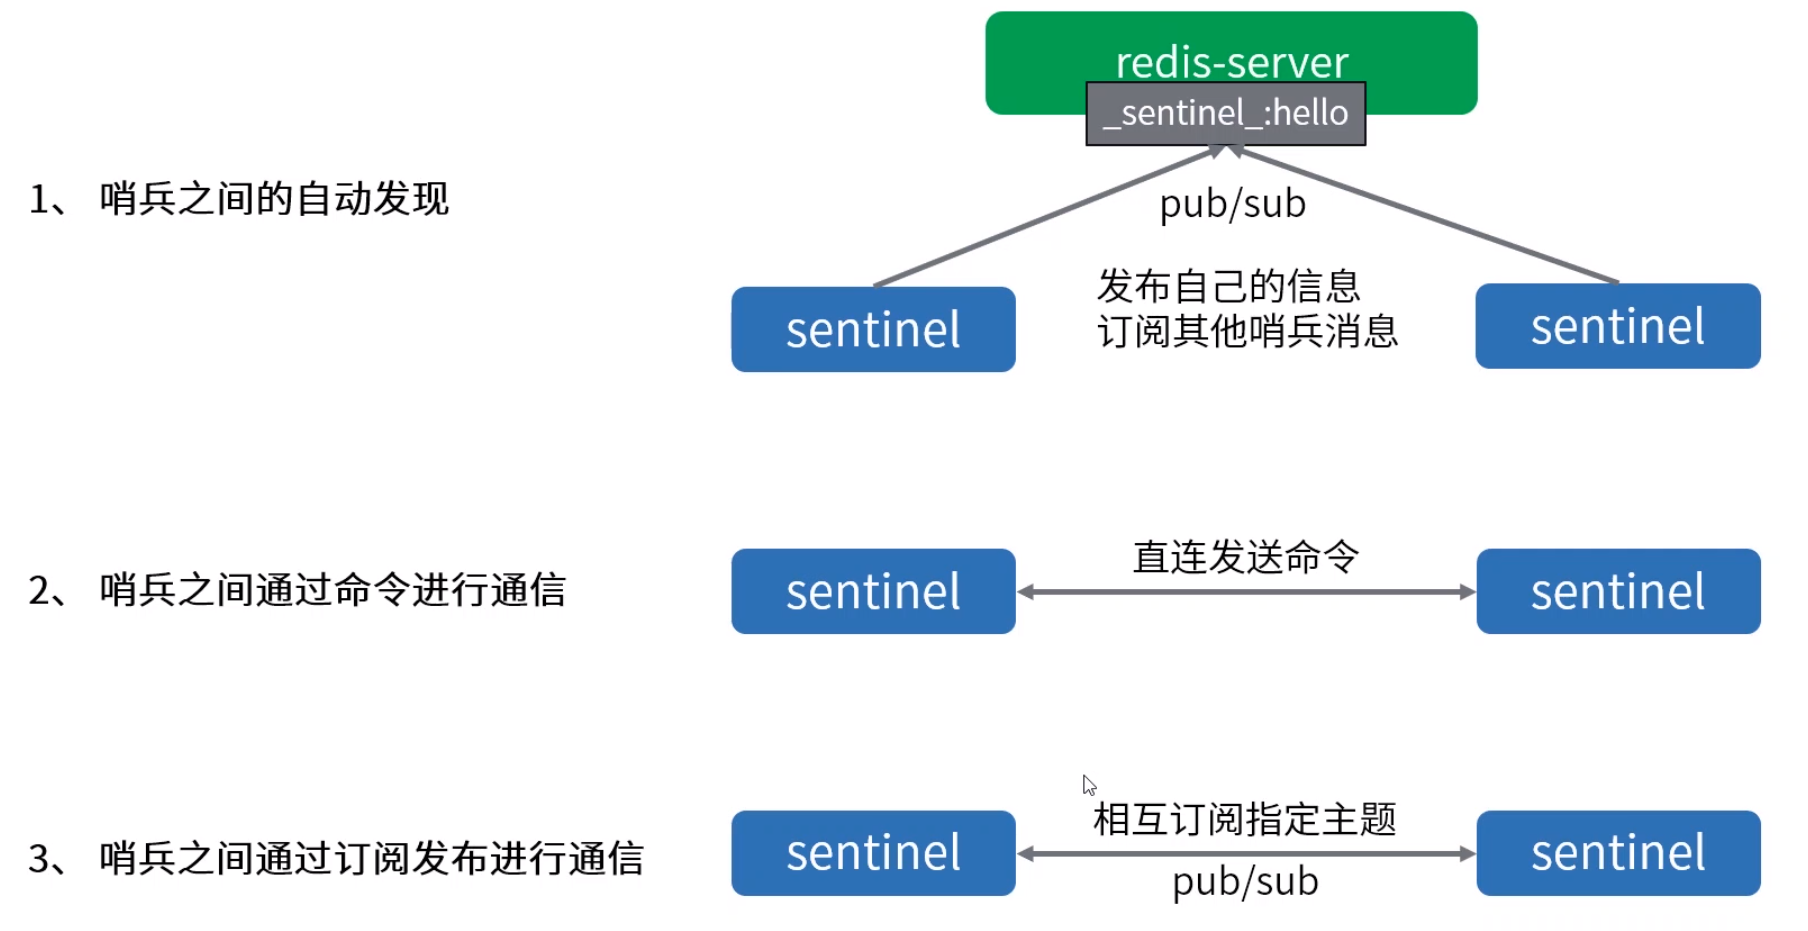 redis-server
_sentinel_:hello
1、 哨兵之间的自动发现
pub/sub
发布自己的信息
订阅其他哨兵消息
sentinel
sentinel
2、 哨兵之间通过命令进行通信
直连发送命令
sentinel
sentinel
3、 哨兵之间通过订阅发布进行通信
相互订阅指定主题
sentinel
sentinel
pub/sub